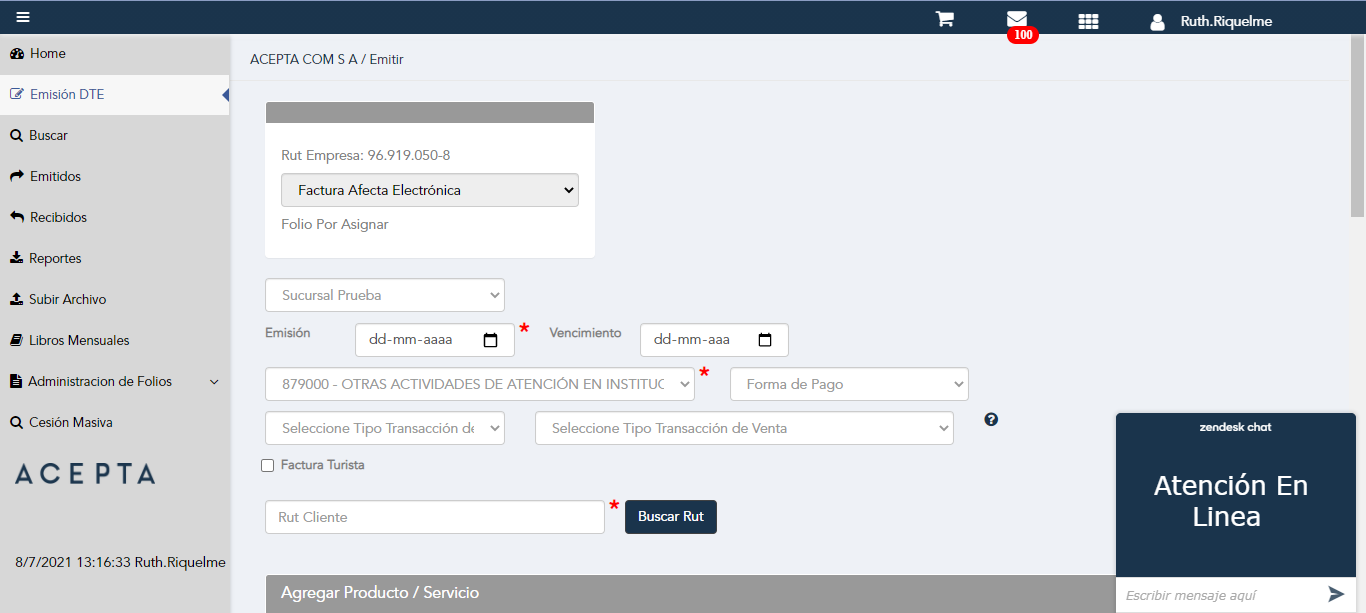 Ruth.Riquelme
100
Home
Emisión DTE
Buscar
Emitidos
Recibidos
Reportes
Subir Archivo
Libros Mensuales
Administracion de Folios
Cesión Masiva
ACEPTA
8/7/2021 13:16:33 Ruth.Riquelme
ACEPTA COM S A / Emitir
Rut Empresa: 96.919.050-8
Factura Afecta Electrónica
Folio Por Asignar
Sucursal Prueba
Emisión dd-mm-aaaa * Vencimiento dd-mm-aaa
879000 - OTRAS ACTIVIDADES DE ATENCIÓN EN INSTITUC * Forma de Pago
Seleccione Tipo Transacción de Seleccione Tipo Transacción de Venta ?
Factura Turista
Rut Cliente * Buscar Rut
Agregar Producto / Servicio
zendesk chat
Atención En
Linea
Escribir mensaje aquí